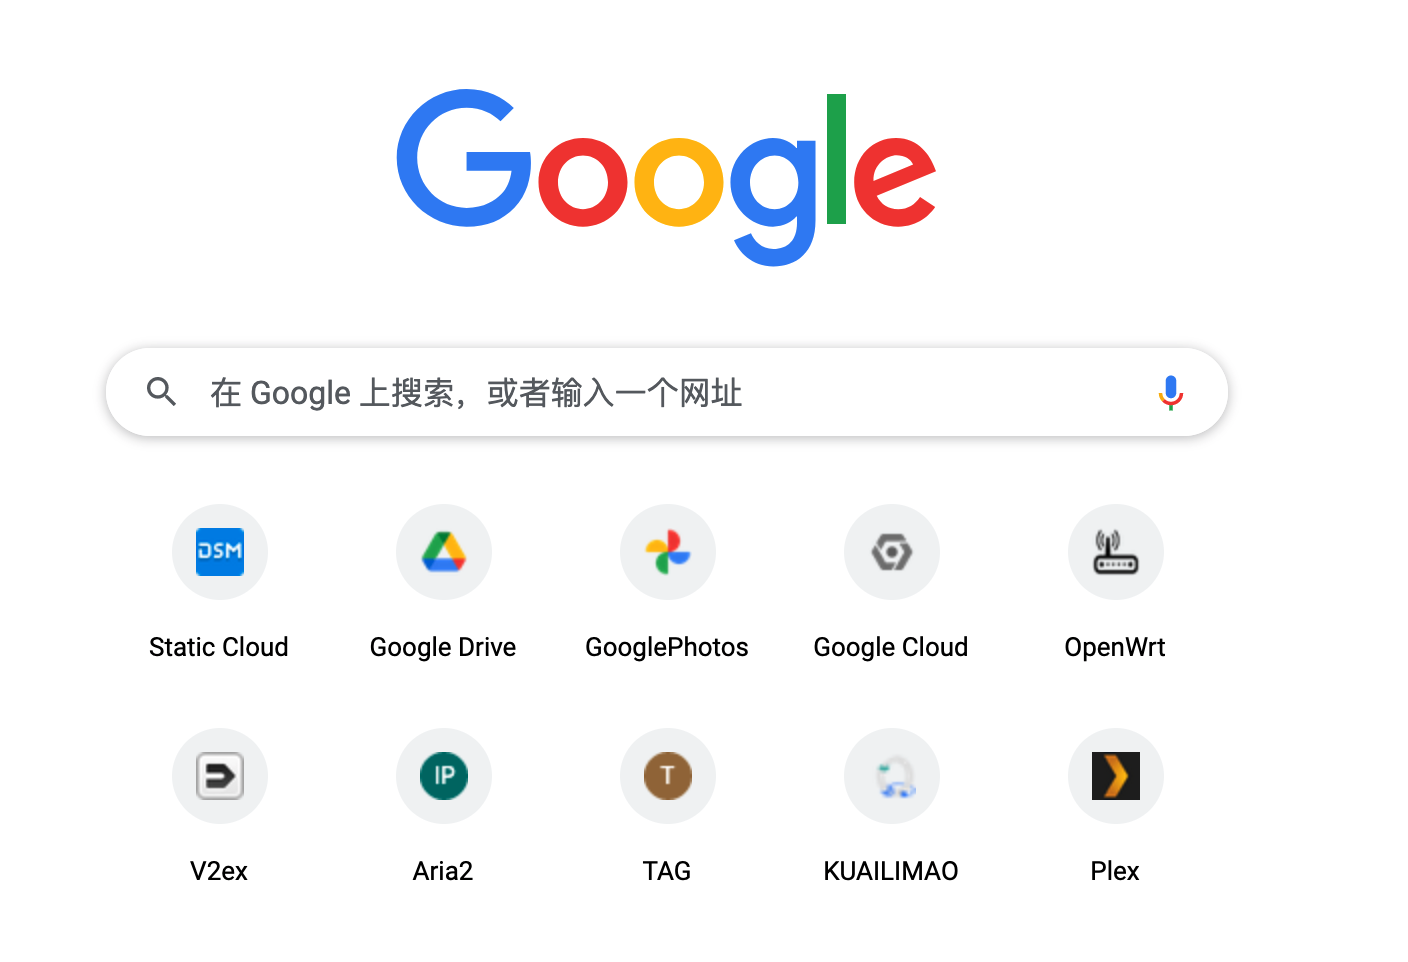 Google
在 Google 上搜索，或者输入一个网址
DSM
Static Cloud
Google Drive
GooglePhotos
Google Cloud
OpenWrt
V2ex
IP
Aria2
T
TAG
KUAILIMAO
Plex